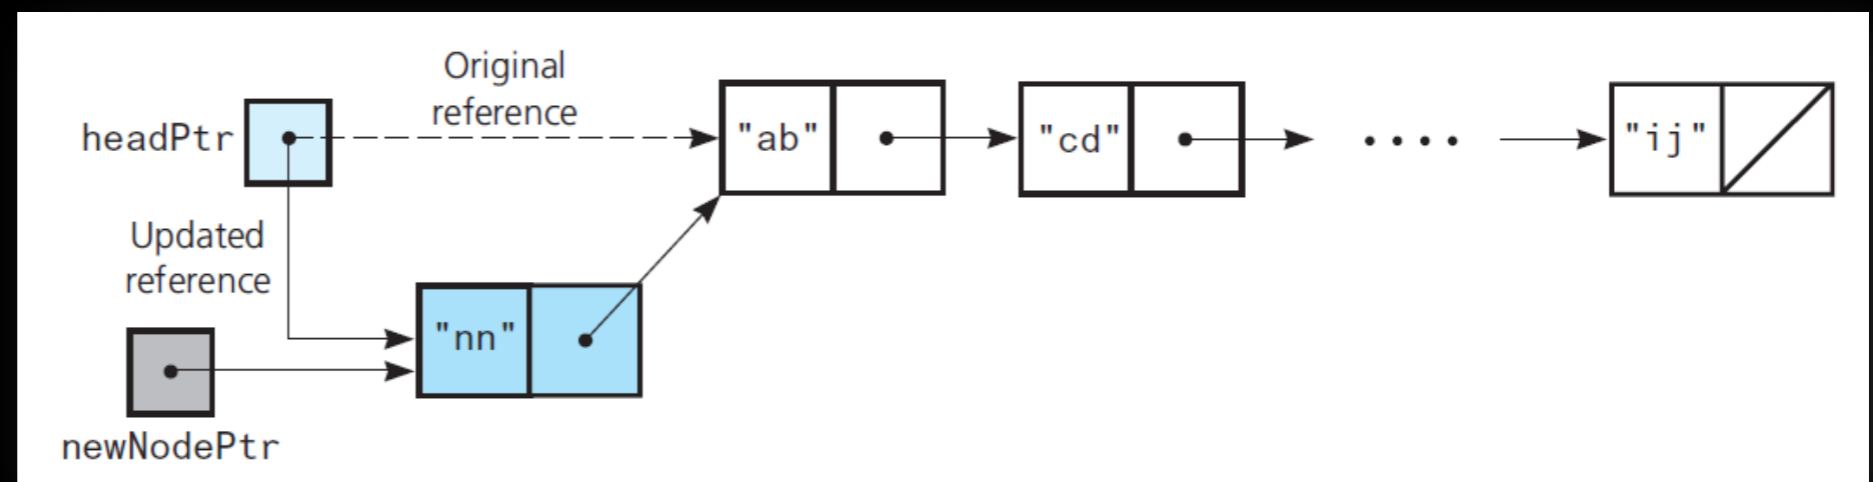 Original
reference
headPtr
"ab"
"cd"
"ij"
Updated
reference
"nn"
newNodePtr